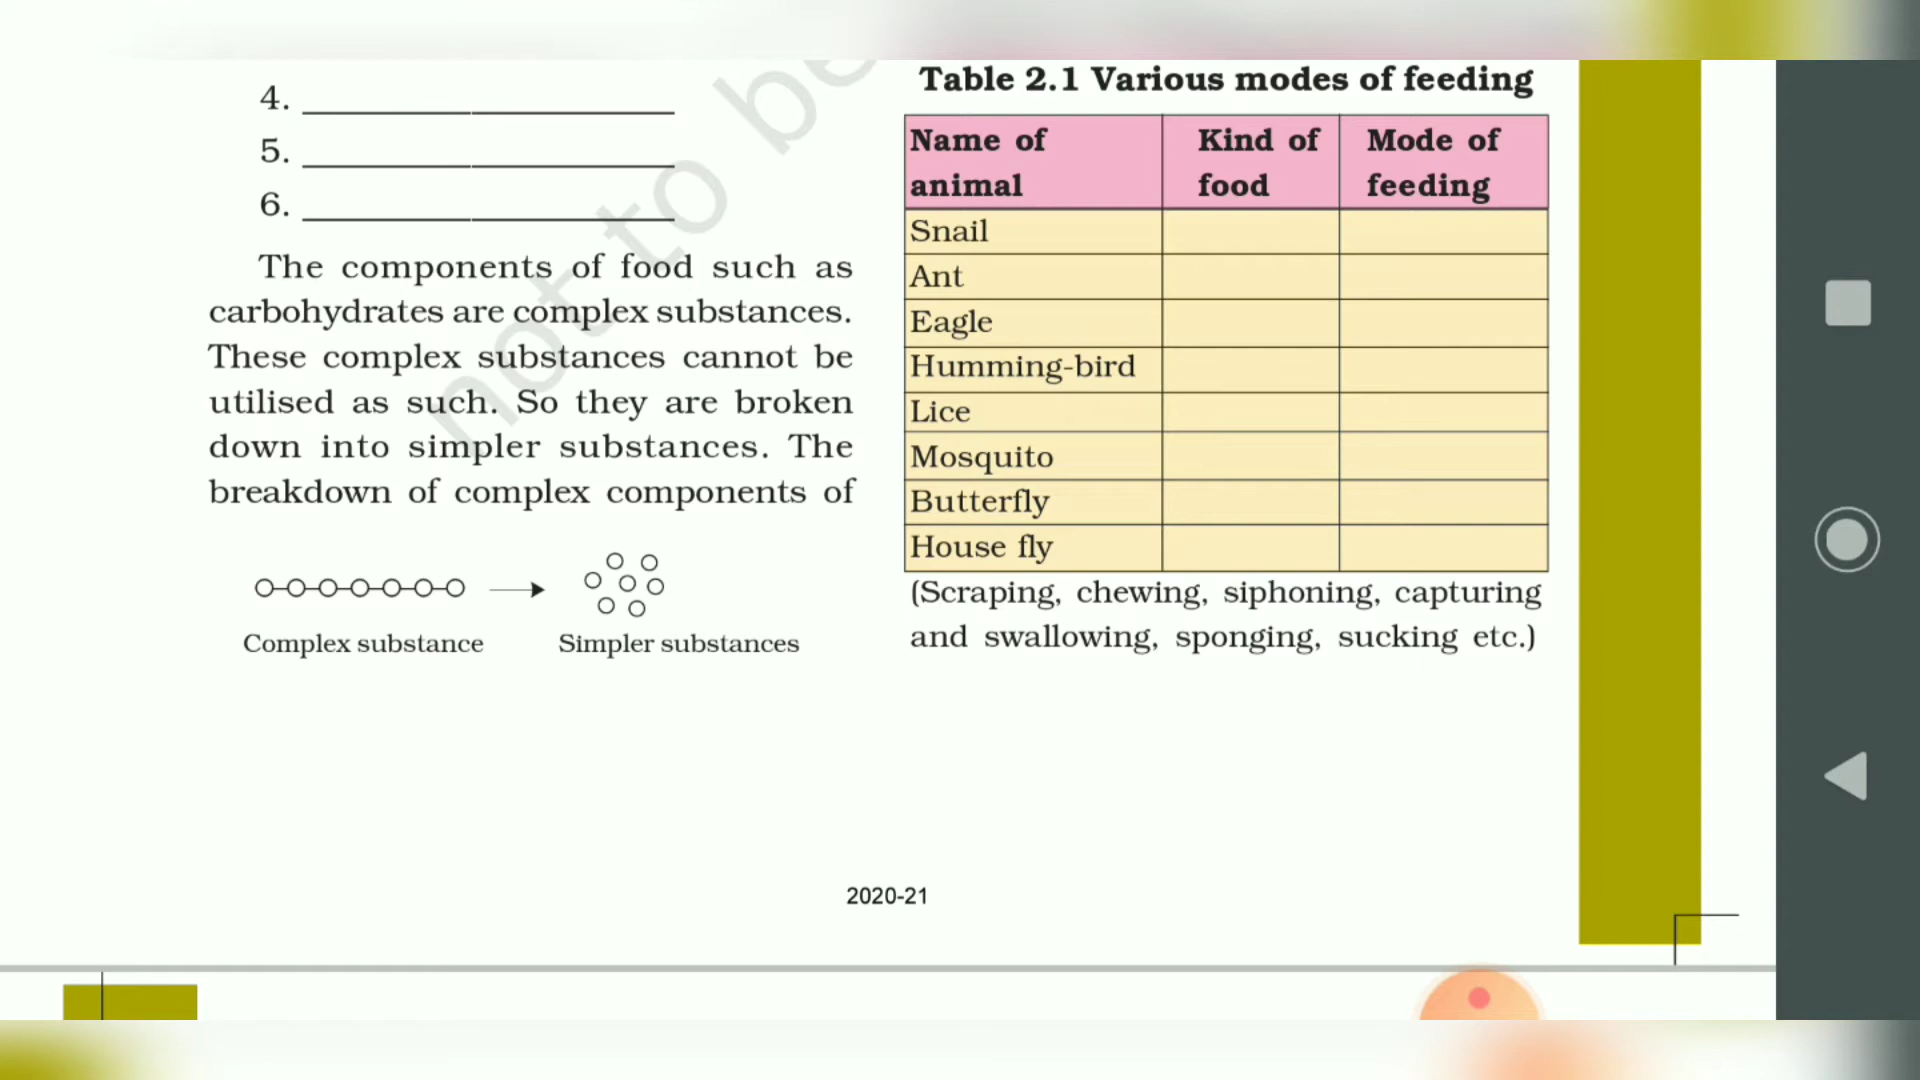 4.
5.
6.
The components of food such as
carbohydrates are complex substances.
These complex substances cannot be
utilised as such. So they are broken
down into simpler substances. The
breakdown of complex components of
Complex substance Simpler substances
Table 2.1 Various modes of feeding
Name of animal Kind of food Mode of feeding
Snail
Ant
Eagle
Humming-bird
Lice
Mosquito
Butterfly
House fly
(Scraping, chewing, siphoning, capturing
and swallowing, sponging, sucking etc.)
not to be
2020-21